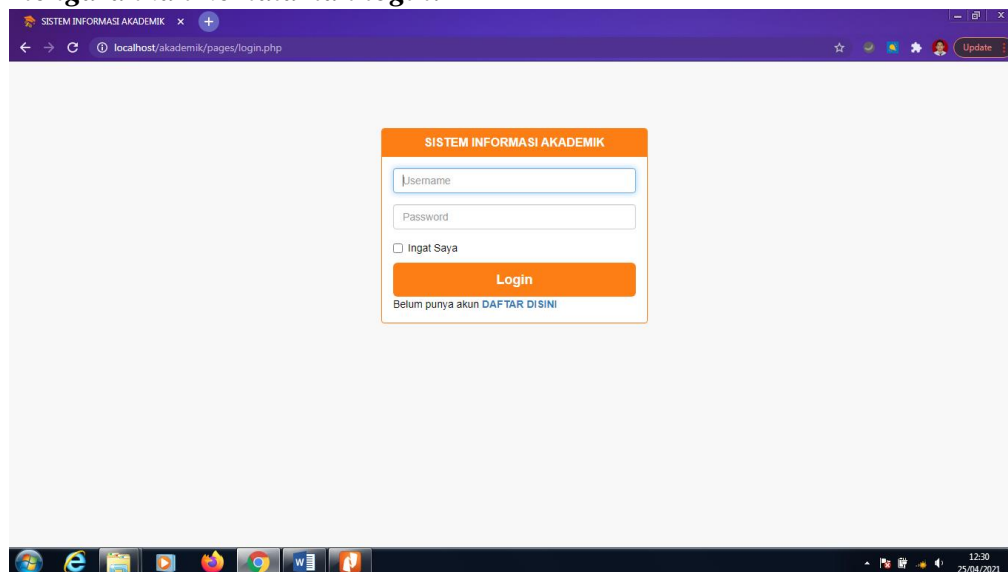 SISTEM INFORMASI AKADEMIK
localhost/akademik/pages/login.php
Update
SISTEM INFORMASI AKADEMIK
Username
Password
Ingat Saya
Login
Belum punya akun DAFTAR DISINI
12:30
25/04/2021